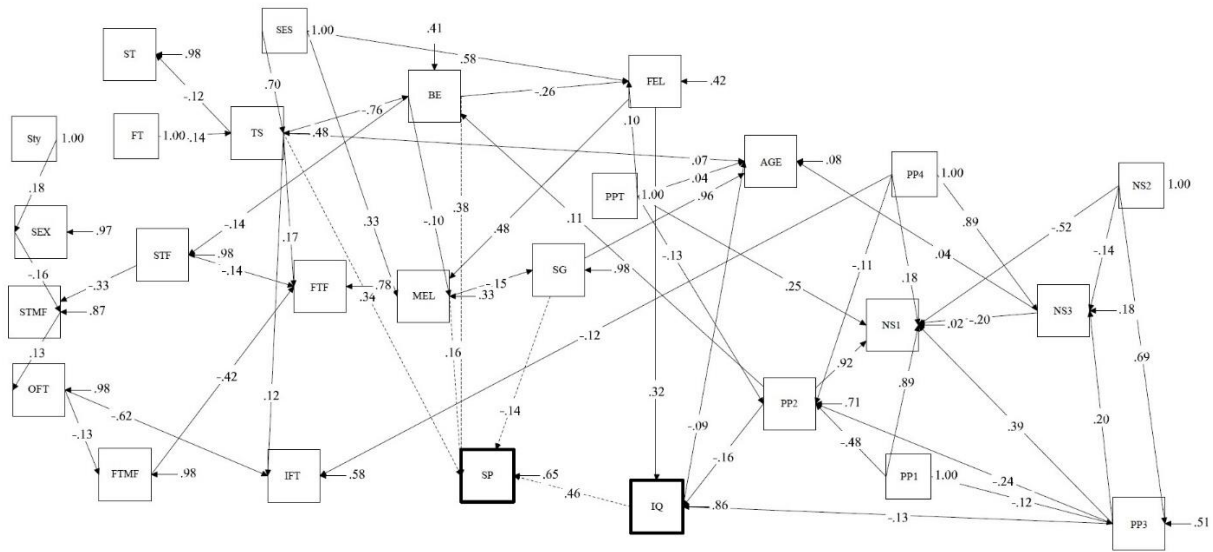 SES 1.00
.41
ST .98
.58
FEL .42
.70
BE
-.26
-.12
-.76
.10
Sty 1.00
FT 1.00 .14 TS .48
.07 AGE .08
PP4 1.00
NS2 1.00
PPT 1.00 .04
.96
.18
.89
-.52
SEX .97
.33
-.10
.38
-.14
.11
.48
-.13
-.11
.18
.04
-.14
STF .98
.17
-.16
-.33
-.14
FTF .78
MEL .33
-.15
SG .98
.25
NS1 .02
-.20
NS3 .18
STMF .87
.34
-.12
.16
.92
.69
.13
OFT .98
-.42
.12
.32
-.09
PP2 .71
.89
.39
.20
-.62
-.14
-.13
-.16
-.48
-.24
FTMF .98
IFT .58
SP .65
.46
IQ .86
PP1 1.00
-.12
-.13
PP3 .51